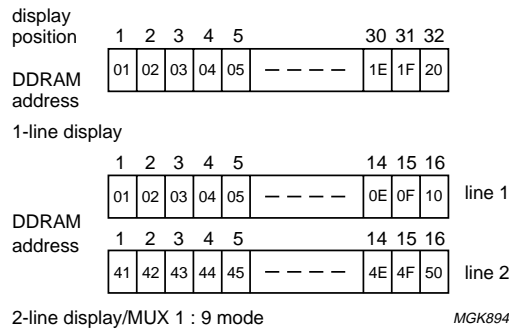 display
position 1 2 3 4 5 30 31 32
DDRAM
address 01 02 03 04 05 – – – – 1E 1F 20
1-line display
1 2 3 4 5 14 15 16
01 02 03 04 05 – – – – 0E 0F 10 line 1
DDRAM
address
1 2 3 4 5 14 15 16
41 42 43 44 45 – – – – 4E 4F 50 line 2
2-line display/MUX 1 : 9 mode MGK894